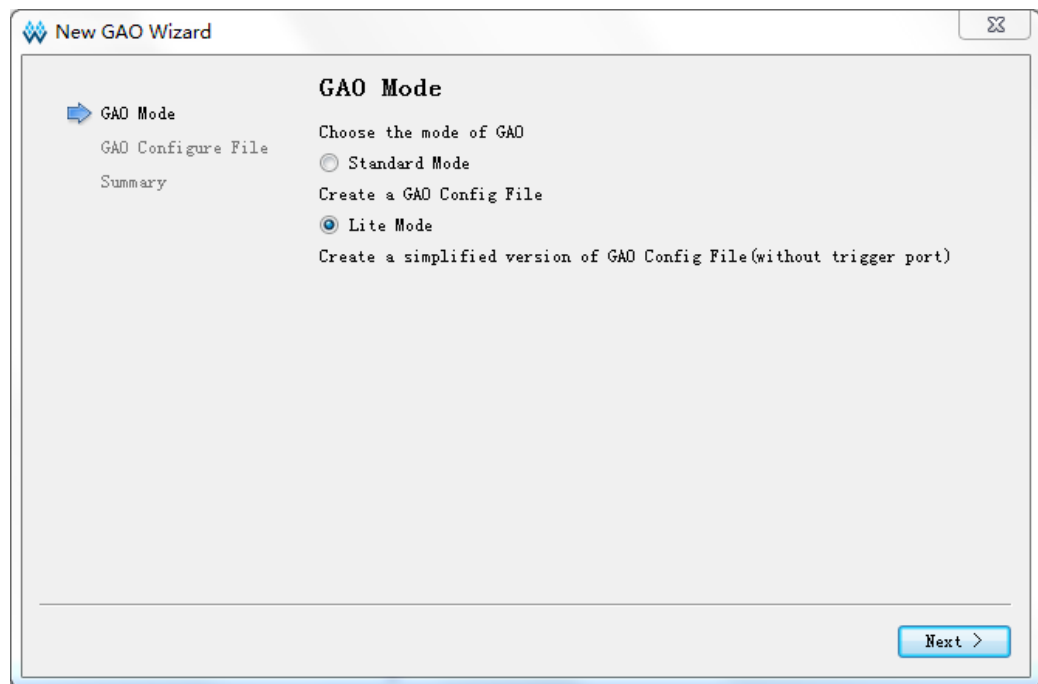 New GAO Wizard
GAO Mode
GAO Configure File
Summary
GAO Mode
Choose the mode of GAO
Standard Mode
Create a GAO Config File
Lite Mode
Create a simplified version of GAO Config File(without trigger port)
Next >